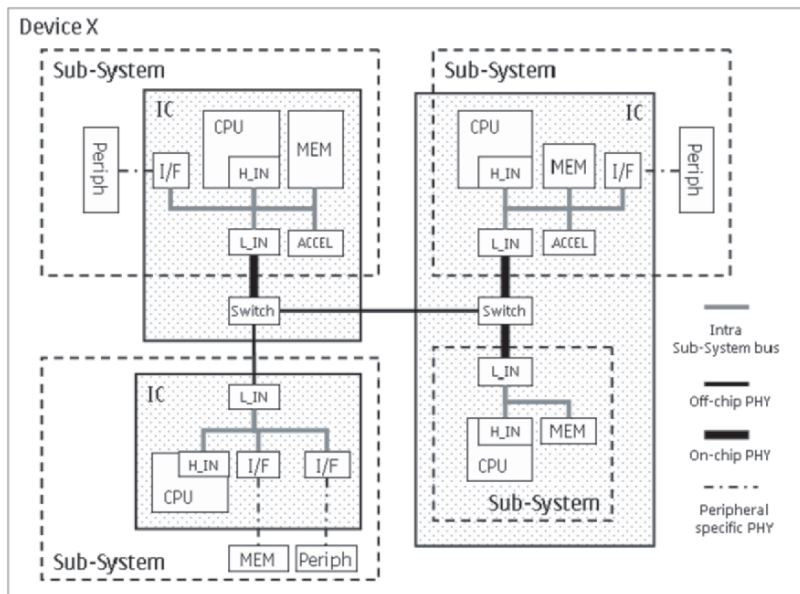 Device X
Sub-System
IC
CPU
MEM
Periph
I/F
H_IN
L_IN
ACCEL
Switch
Sub-System
IC
CPU
MEM
I/F
Periph
H_IN
L_IN
ACCEL
Switch
L_IN
H_IN
MEM
CPU
Sub-System
IC
L_IN
H_IN
I/F
I/F
CPU
MEM
Periph
Sub-System
Intra
Sub-System bus
Off-chip PHY
On-chip PHY
Peripheral
specific PHY